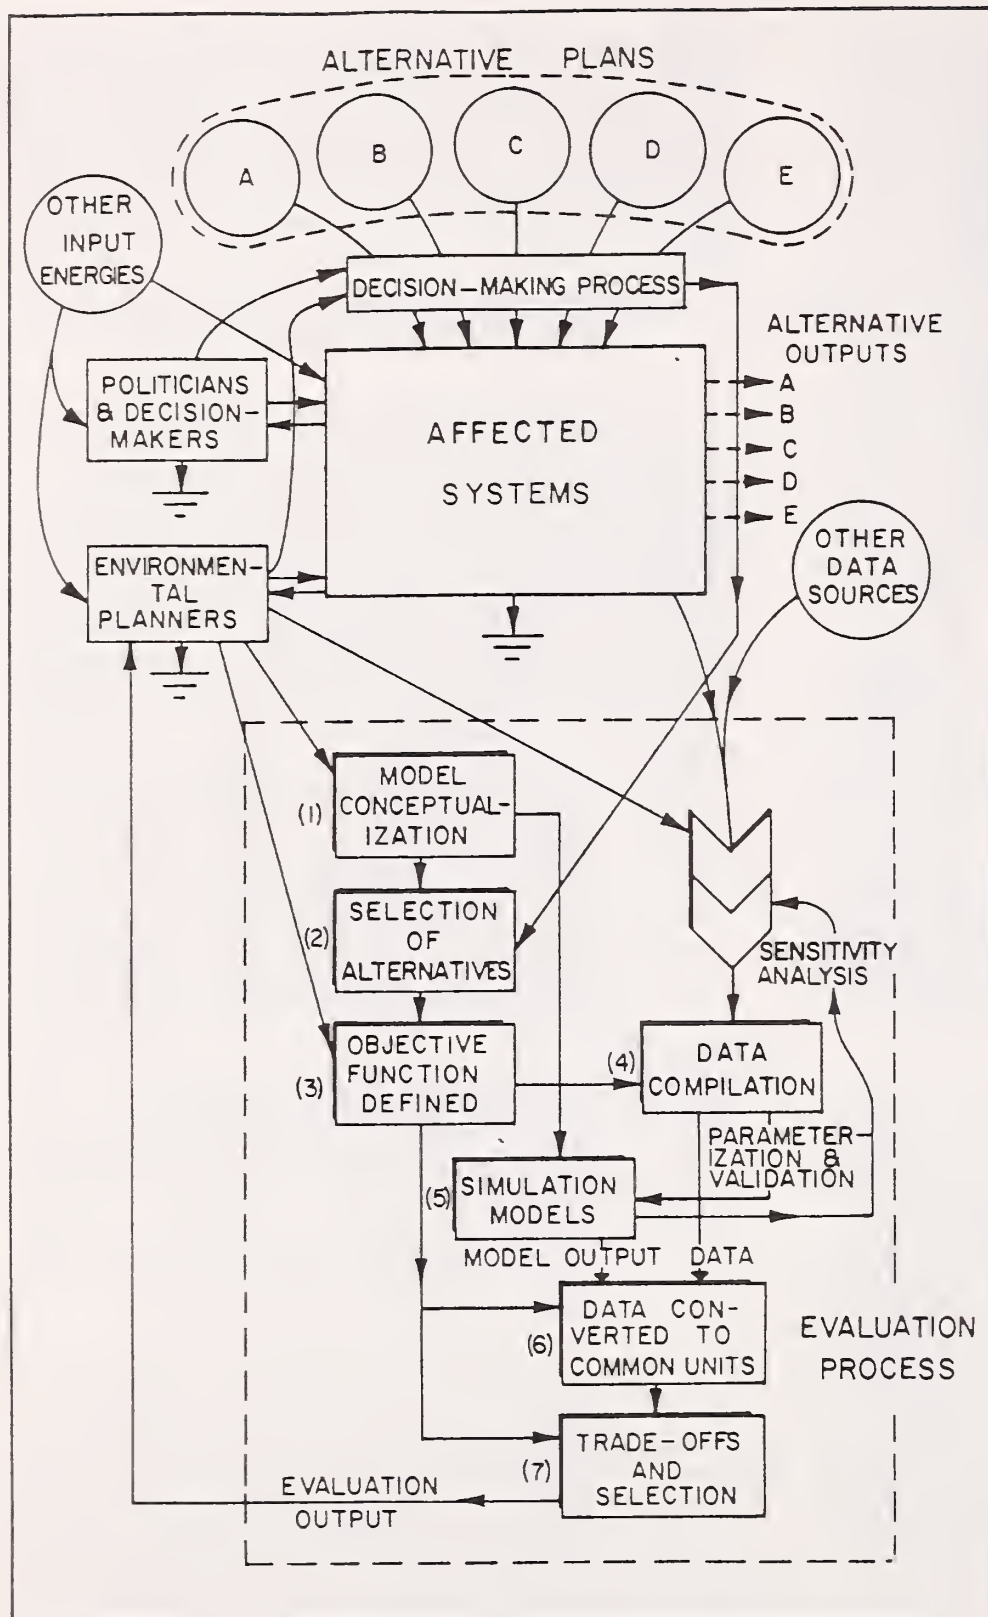 ALTERNATIVE PLANS
A
B
C
D
E
OTHER
INPUT
ENERGIES
DECISION-MAKING PROCESS
ALTERNATIVE
OUTPUTS
A
B
C
D
E
POLITICIANS
& DECISION-
MAKERS
AFFECTED
SYSTEMS
ENVIRONMEN-
TAL
PLANNERS
OTHER
DATA
SOURCES
(1)
MODEL
CONCEPTUAL-
IZATION
(2)
SELECTION
OF
ALTERNATIVES
SENSITIVITY
ANALYSIS
(3)
OBJECTIVE
FUNCTION
DEFINED
(4)
DATA
COMPILATION
PARAMETER-
IZATION &
VALIDATION
(5)
SIMULATION
MODELS
MODEL OUTPUT
DATA
(6)
DATA CON-
VERTED TO
COMMON UNITS
EVALUATION
PROCESS
(7)
TRADE-OFFS
AND
SELECTION
EVALUATION
OUTPUT